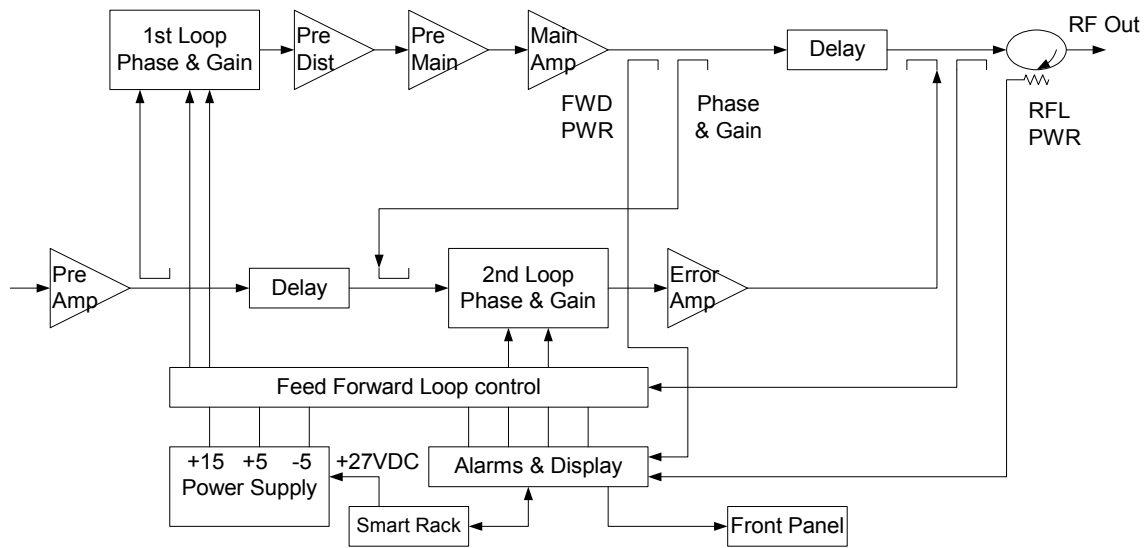 1st Loop
Phase & Gain
Pre
Dist
Pre
Main
Main
Amp
Delay
RF Out
FWD
PWR
Phase
& Gain
RFL
PWR
Pre
Amp
Delay
2nd Loop
Phase & Gain
Error
Amp
Feed Forward Loop control
+15 +5 -5
Power Supply
+27VDC
Alarms & Display
Smart Rack
Front Panel